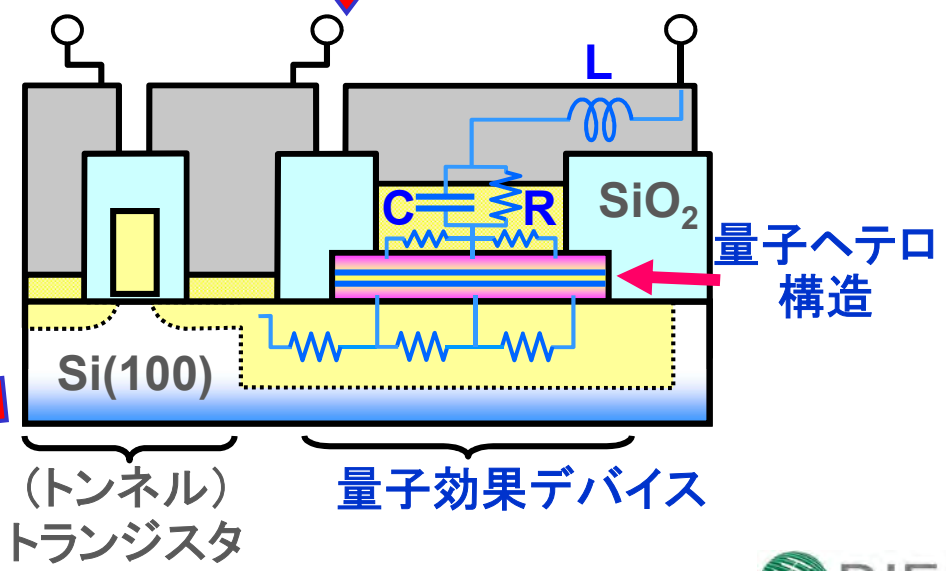 L
C
R
SiO₂
量子ヘテロ
構造
Si(100)
(トンネル)
トランジスタ
量子効果デバイス